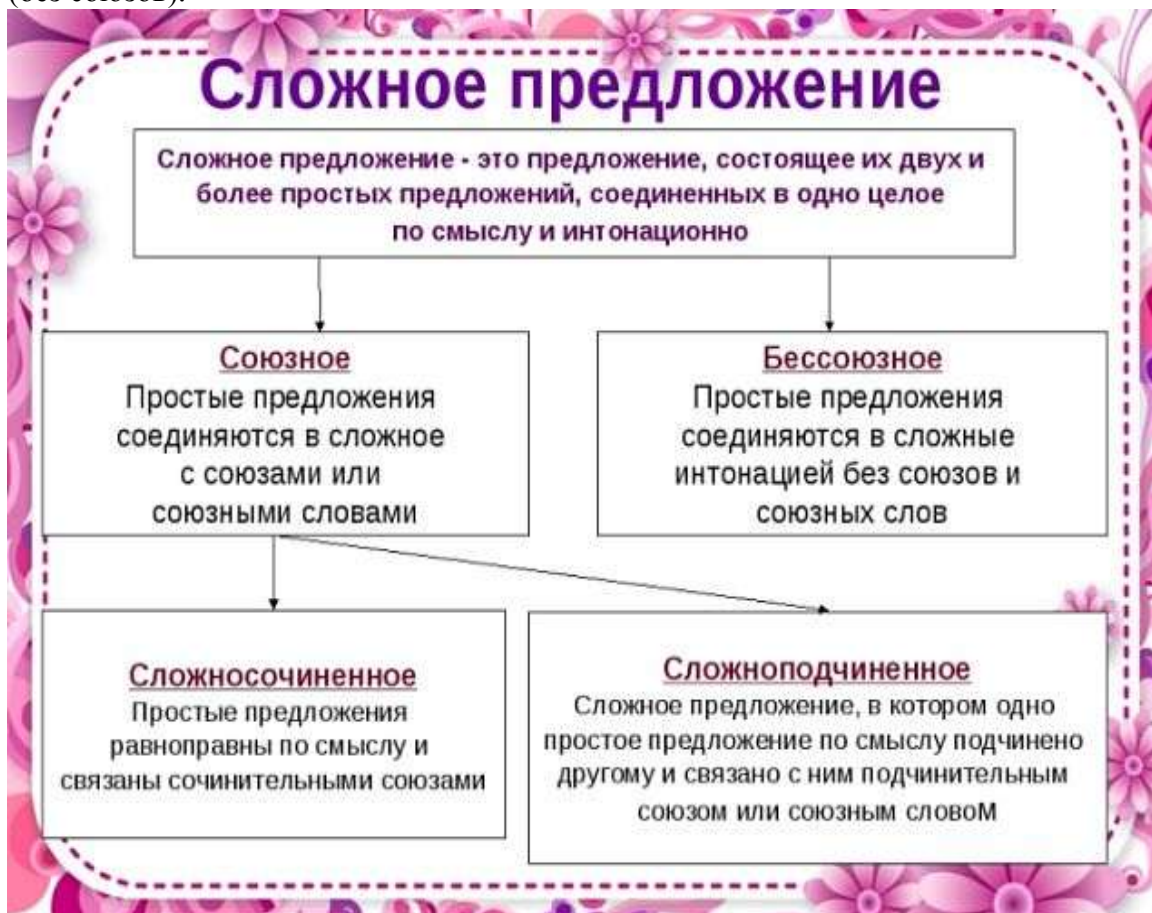 (без союзов).
Сложное предложение
Сложное предложение - это предложение, состоящее их двух и
более простых предложений, соединенных в одно целое
по смыслу и интонационно
Союзное
Простые предложения
соединяются в сложное
с союзами или
союзными словами
Бессоюзное
Простые предложения
соединяются в сложные
интонацией без союзов и
союзных слов
Сложносочиненное
Простые предложения
равноправны по смыслу и
связаны сочинительными союзами
Сложноподчиненное
Сложное предложение, в котором одно
простое предложение по смыслу подчинено
другому и связано с ним подчинительным
союзом или союзным словоМ